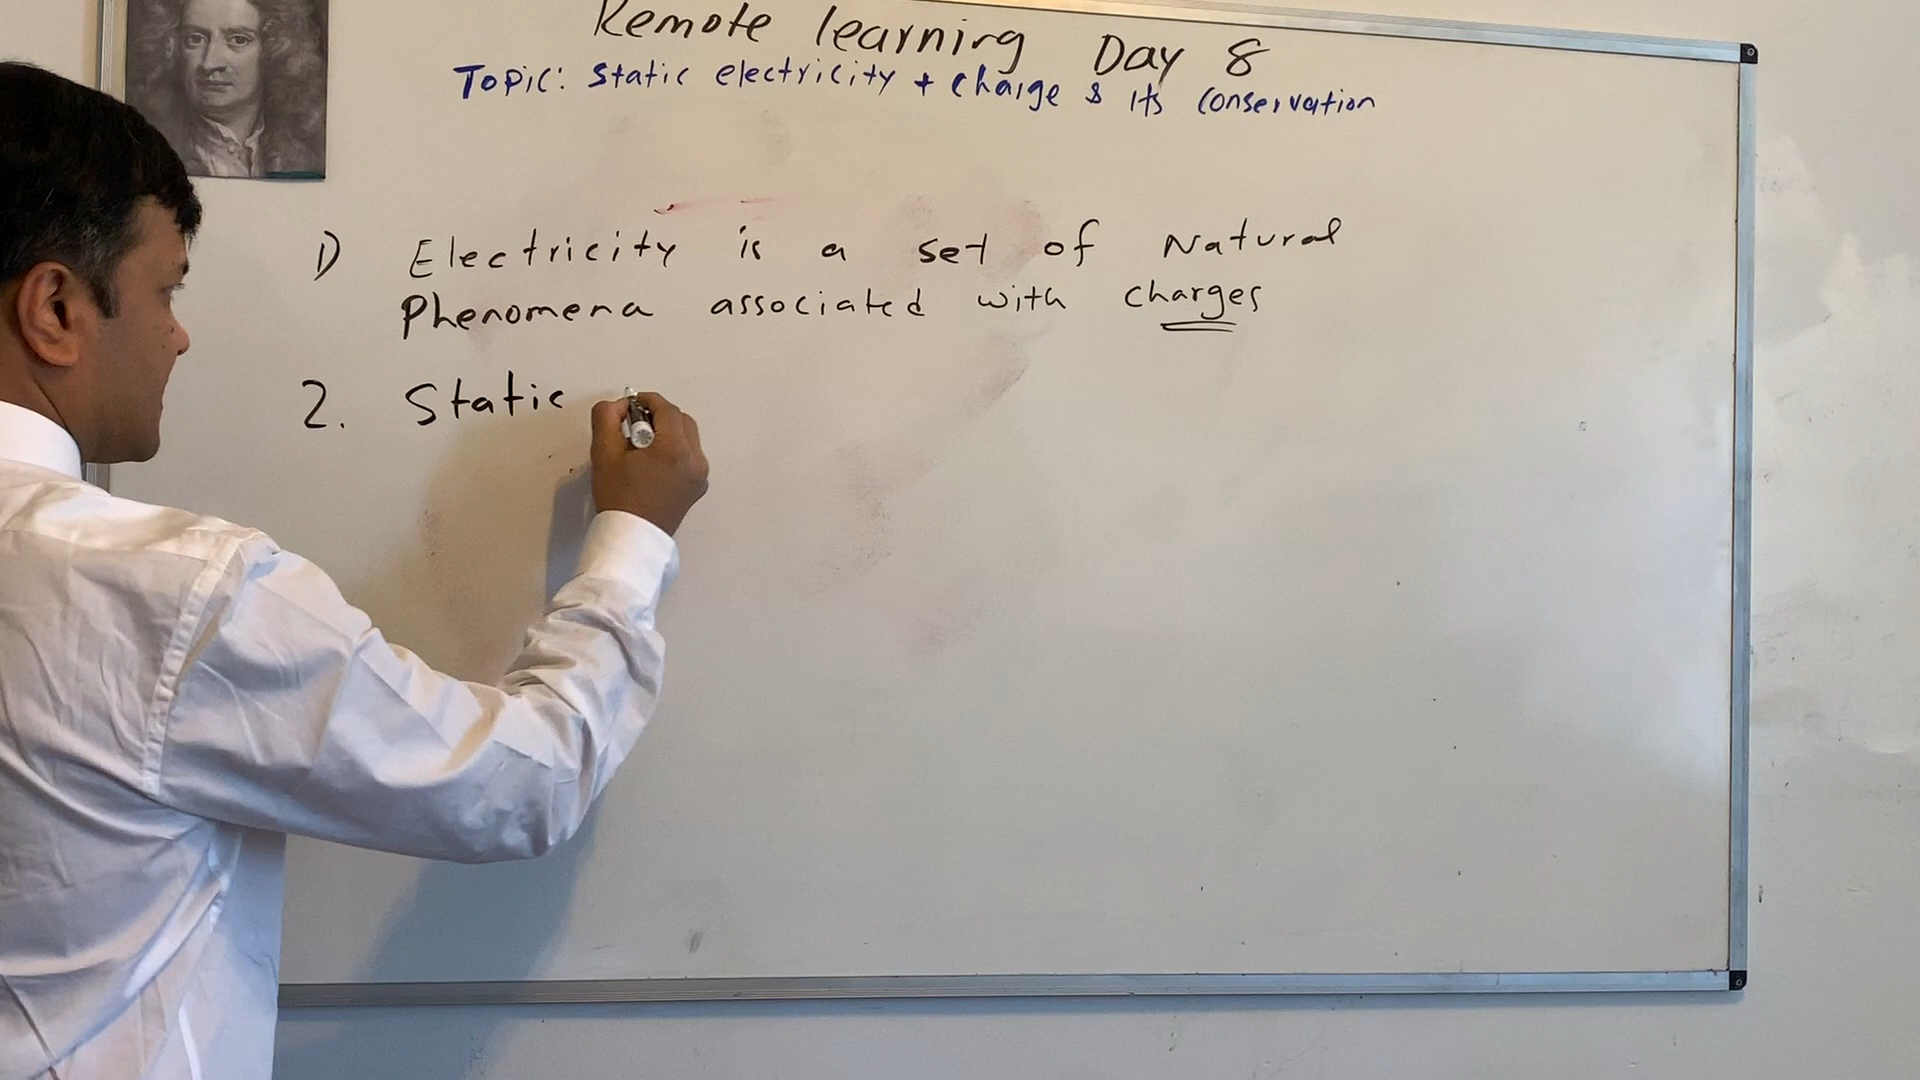 Remote learning Day 8
Topic: Static electricity + Charge & Its Conservation
1) Electricity is a set of Natural
Phenomena associated with charges
2. Static